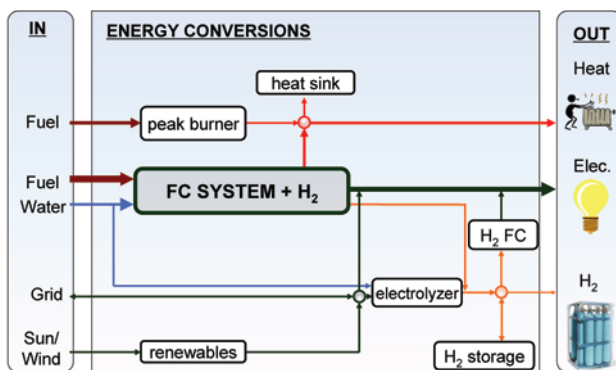 IN
ENERGY CONVERSIONS
OUT
Heat
heat sink
Fuel
peak burner
Elec.
Fuel
FC SYSTEM + H₂
Water
H₂ FC
H₂
Grid
electrolyzer
Sun/
Wind
renewables
H₂ storage